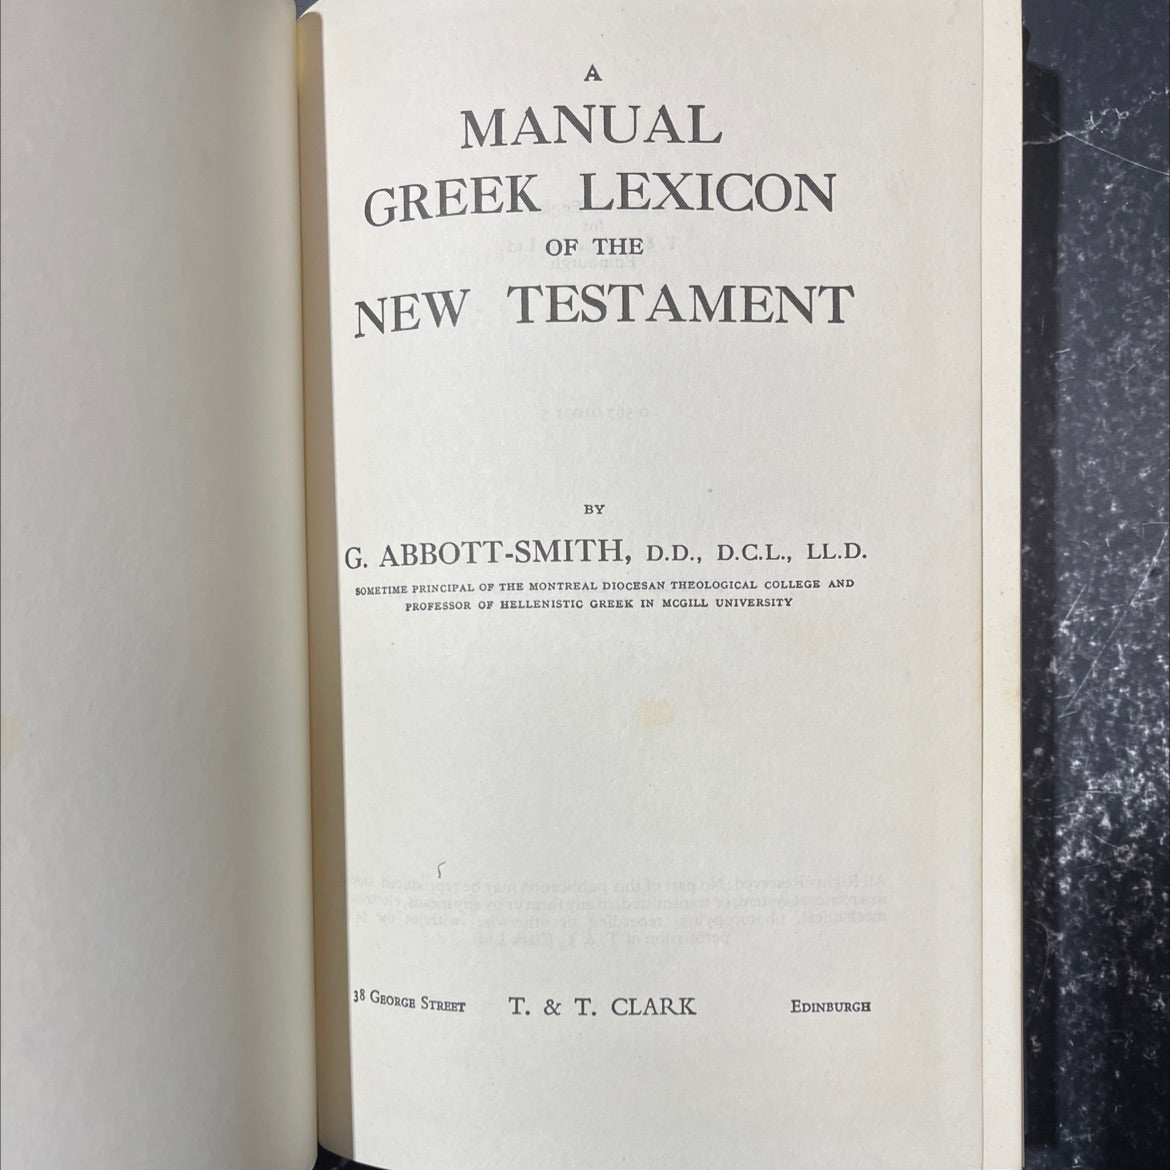 A
MANUAL
GREEK LEXICON
OF THE
NEW TESTAMENT
BY
G. ABBOTT-SMITH, D.D., D.C.L., LL.D.
SOMETIME PRINCIPAL OF THE MONTREAL DIOCESAN THEOLOGICAL COLLEGE AND
PROFESSOR OF HELLENISTIC GREEK IN MCGILL UNIVERSITY
38 GEORGE STREET T. & T. CLARK EDINBURGH